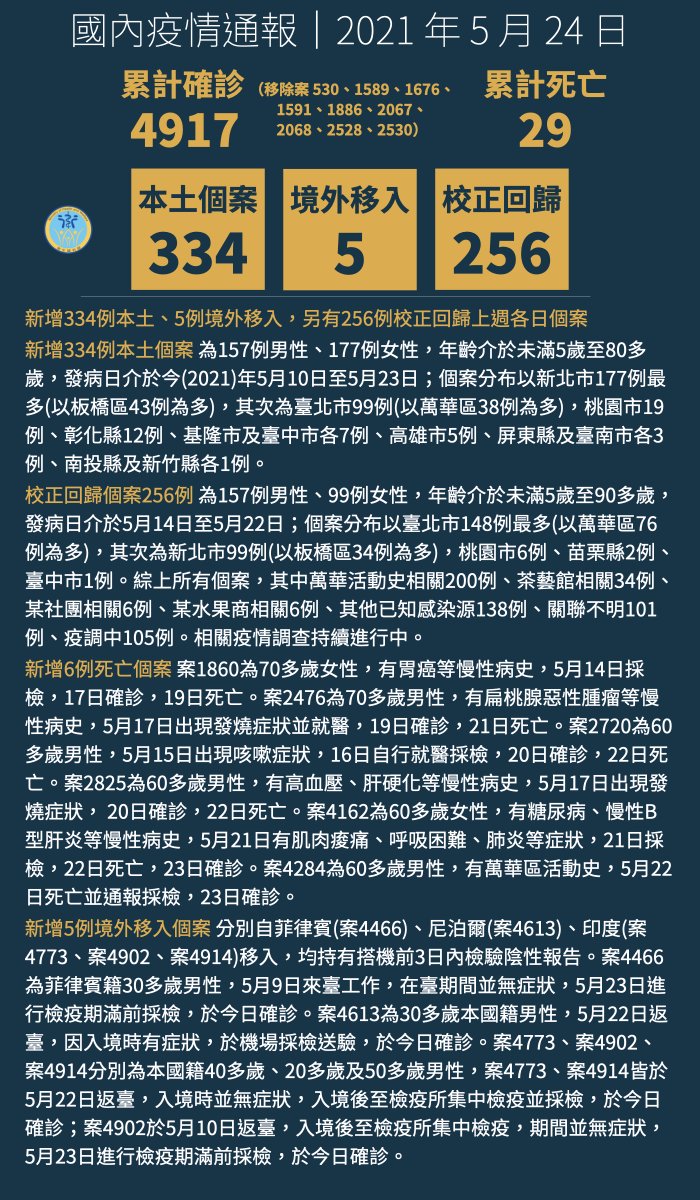 國內疫情通報｜2021 年 5 月 24 日
累計確診
4917
（移除案 530、1589、1676、
1591、1886、2067、
2068、2528、2530）
累計死亡
29
本土個案
334
境外移入
5
校正回歸
256
新增334例本土、5例境外移入，另有256例校正回歸上週各日個案
新增334例本土個案 為157例男性、177例女性，年齡介於未滿5歲至80多
歲，發病日介於今(2021)年5月10日至5月23日；個案分布以新北市177例最
多(以板橋區43例為多)，其次為臺北市99例(以萬華區38例為多)，桃園市19
例、彰化縣12例、基隆市及臺中市各7例、高雄市5例、屏東縣及臺南市各3
例、南投縣及新竹縣各1例。
校正回歸個案256例 為157例男性、99例女性，年齡介於未滿5歲至90多歲，
發病日介於5月14日至5月22日；個案分布以臺北市148例最多(以萬華區76
例為多)，其次為新北市99例(以板橋區34例為多)，桃園市6例、苗栗縣2例、
臺中市1例。綜上所有個案，其中萬華活動史相關200例、茶藝館相關34例、
某社團相關6例、某水果商相關6例、其他已知感染源138例、關聯不明101
例、疫調中105例。相關疫情調查持續進行中。
新增6例死亡個案 案1860為70多歲女性，有胃癌等慢性病史，5月14日採
檢，17日確診，19日死亡。案2476為70多歲男性，有扁桃腺惡性腫瘤等慢
性病史，5月17日出現發燒症狀並就醫，19日確診，21日死亡。案2720為60
多歲男性，5月15日出現咳嗽症狀，16日自行就醫採檢，20日確診，22日死
亡。案2825為60多歲男性，有高血壓、肝硬化等慢性病史，5月17日出現發
燒症狀， 20日確診，22日死亡。案4162為60多歲女性，有糖尿病、慢性B
型肝炎等慢性病史，5月21日有肌肉痠痛、呼吸困難、肺炎等症狀，21日採
檢，22日死亡，23日確診。案4284為60多歲男性，有萬華區活動史，5月22
日死亡並通報採檢，23日確診。
新增5例境外移入個案 分別自菲律賓(案4466)、尼泊爾(案4613)、印度(案
4773、案4902、案4914)移入，均持有搭機前3日內檢驗陰性報告。案4466
為菲律賓籍30多歲男性，5月9日來臺工作，在臺期間並無症狀，5月23日進
行檢疫期滿前採檢，於今日確診。案4613為30多歲本國籍男性，5月22日返
臺，因入境時有症狀，於機場採檢送驗，於今日確診。案4773、案4902、
案4914分別為本國籍40多歲、20多歲及50多歲男性，案4773、案4914皆於
5月22日返臺，入境時並無症狀，入境後至檢疫所集中檢疫並採檢，於今日
確診；案4902於5月10日返臺，入境後至檢疫所集中檢疫，期間並無症狀，
5月23日進行檢疫期滿前採檢，於今日確診。